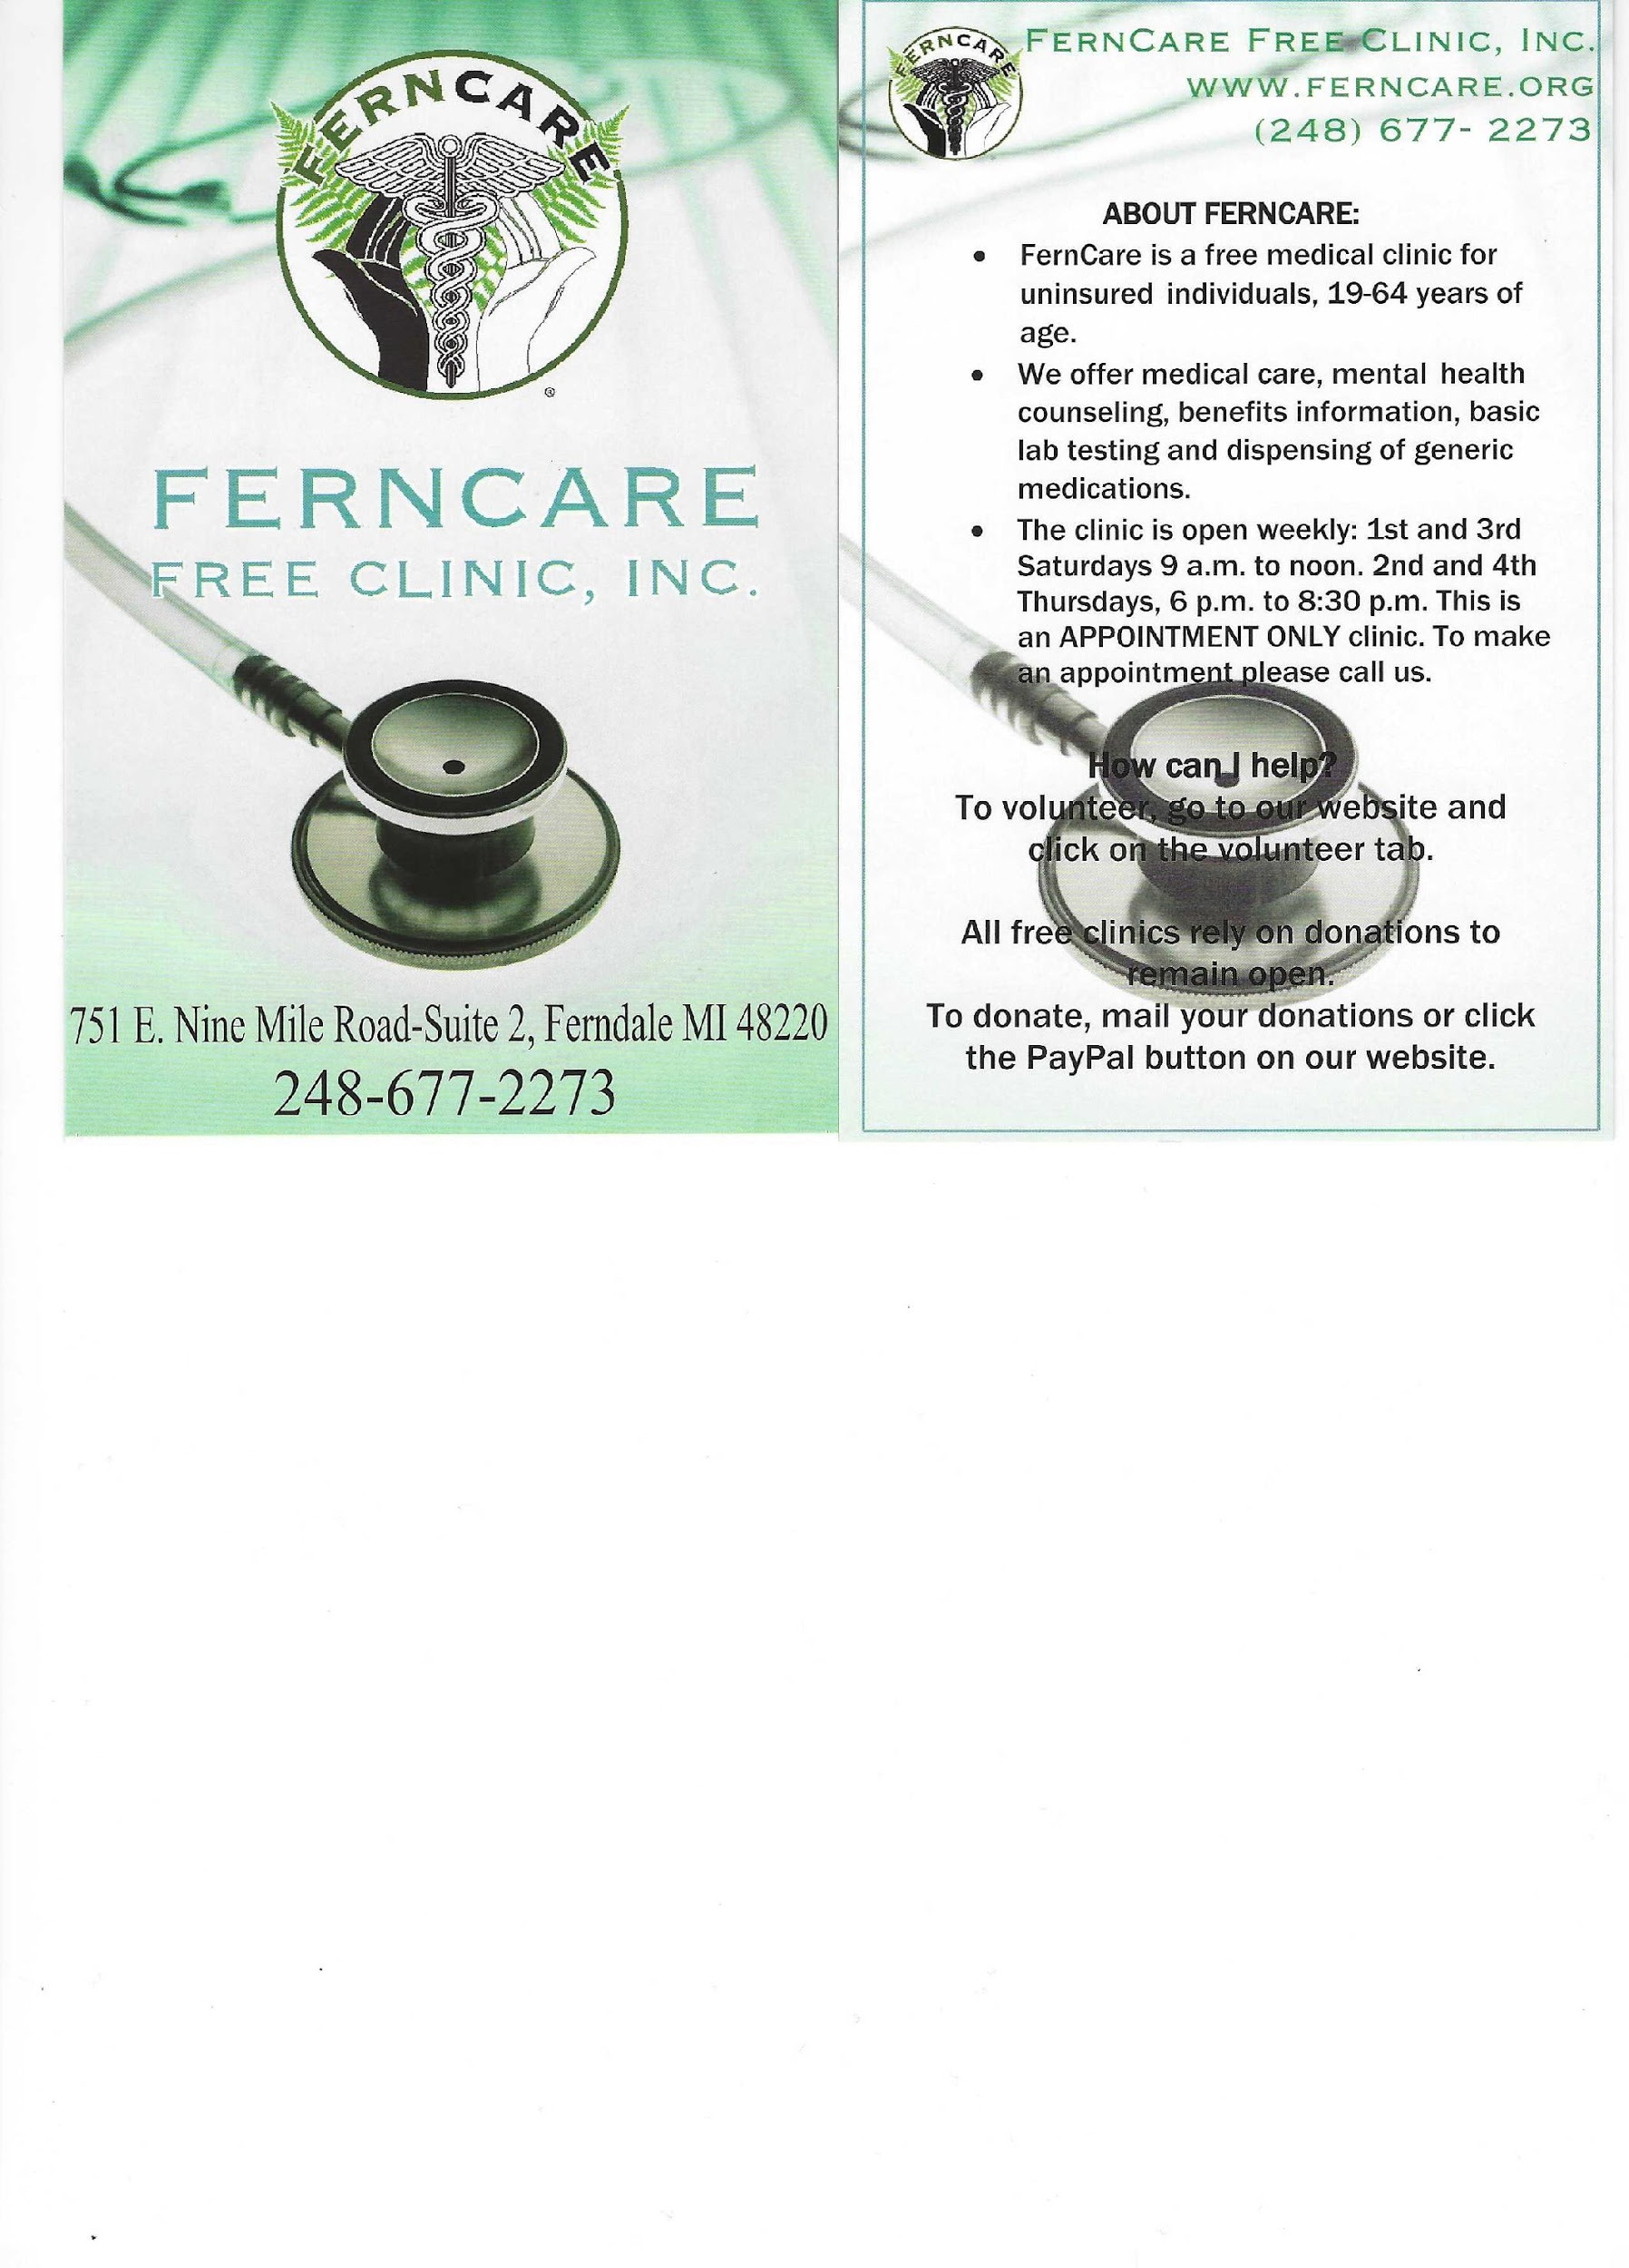 FERNCARE
®
FERNCARE
FREE CLINIC, INC.
751 E. Nine Mile Road-Suite 2, Ferndale MI 48220
248-677-2273
FERNCARE
FERNCARE FREE CLINIC, INC.
WWW.FERNCARE.ORG
(248) 677- 2273
ABOUT FERNCARE:
• FernCare is a free medical clinic for
uninsured individuals, 19-64 years of
age.
• We offer medical care, mental health
counseling, benefits information, basic
lab testing and dispensing of generic
medications.
• The clinic is open weekly: 1st and 3rd
Saturdays 9 a.m. to noon. 2nd and 4th
Thursdays, 6 p.m. to 8:30 p.m. This is
an APPOINTMENT ONLY clinic. To make
an appointment please call us.
How can I help?
To volunteer, go to our website and
click on the volunteer tab.
All free clinics rely on donations to
remain open.
To donate, mail your donations or click
the PayPal button on our website.